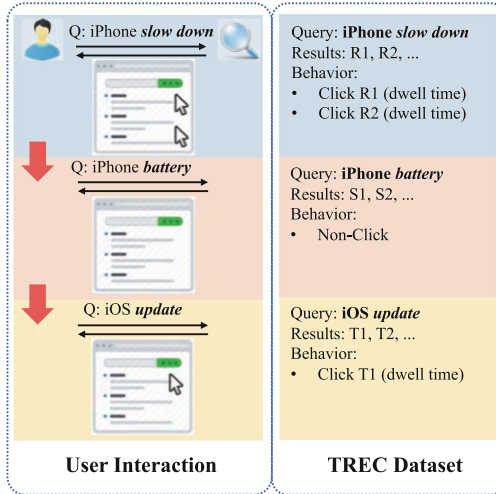 Q: iPhone slow down
Q: iPhone battery
Q: iOS update
User Interaction
Query: iPhone slow down
Results: R1, R2, ...
Behavior:
• Click R1 (dwell time)
• Click R2 (dwell time)
Query: iPhone battery
Results: S1, S2, ...
Behavior:
• Non-Click
Query: iOS update
Results: T1, T2, ...
Behavior:
• Click T1 (dwell time)
TREC Dataset